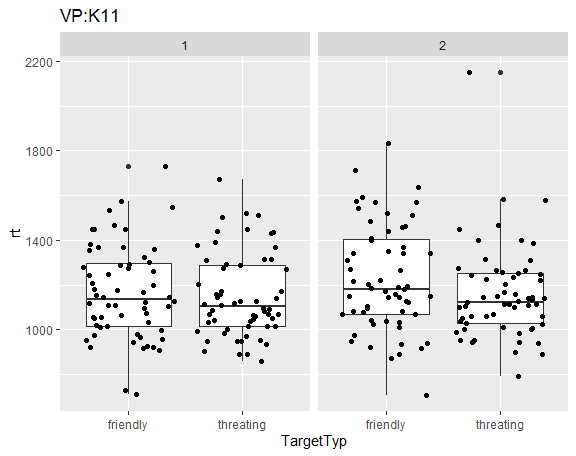 VP:K11
1 2
2200
1800
1400
1000
rt
friendly threating friendly threating
TargetTyp